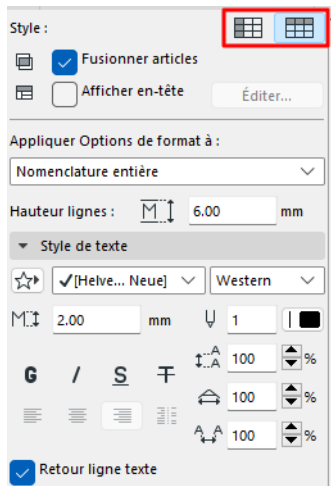 Style :
Fusionner articles
Afficher en-tête
Éditer...
Appliquer Options de format à :
Nomenclature entière
Hauteur lignes :
M
6.00
mm
Style de texte
✓[Helve... Neue]
Western
M
2.00
mm
1
G
I
S
T
A
A
100
%
100
%
A A
100
%
Retour ligne texte